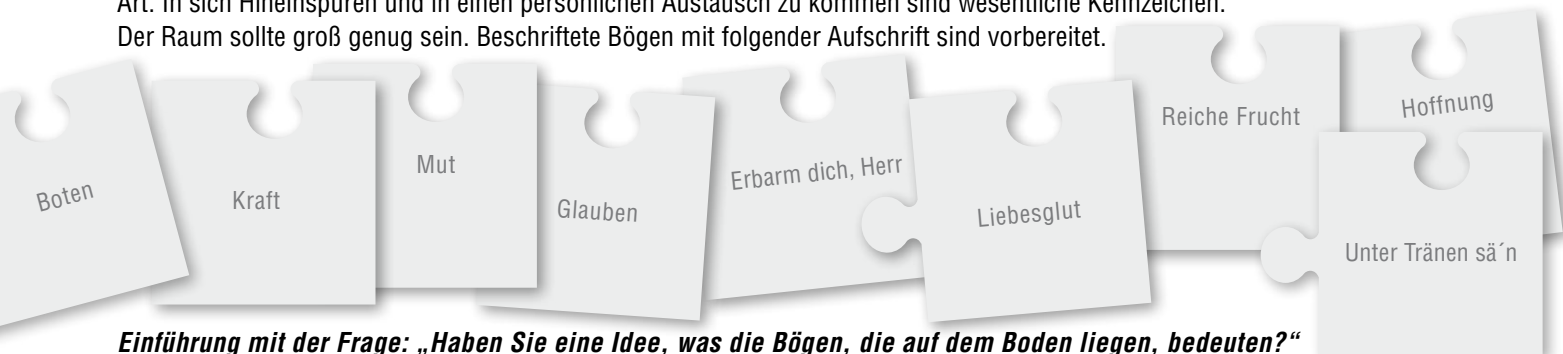 Art. In sich Hineinspüren und in einen persönlichen Austausch zu kommen sind wesentliche Kennzeichen.
Der Raum sollte groß genug sein. Beschriftete Bögen mit folgender Aufschrift sind vorbereitet.
Boten
Kraft
Mut
Glauben
Erbarm dich, Herr
Liebesglut
Reiche Frucht
Hoffnung
Unter Tränen sä´n
Einführung mit der Frage: „Haben Sie eine Idee, was die Bögen, die auf dem Boden liegen, bedeuten?“